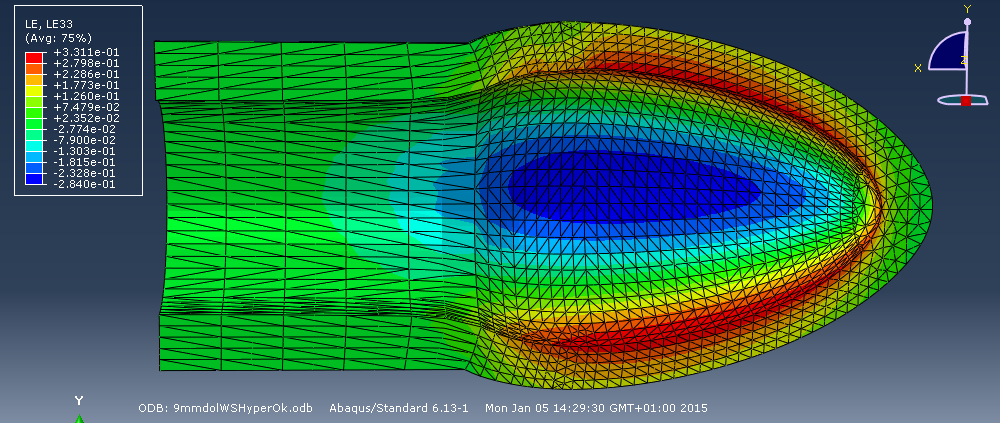 LE, LE33
(Avg: 75%)
+3.311e-01
+2.798e-01
+2.286e-01
+1.773e-01
+1.260e-01
+7.479e-02
+2.352e-02
-2.774e-02
-7.900e-02
-1.303e-01
-1.815e-01
-2.328e-01
-2.840e-01
Y
X
Z
Y
ODB: 9mmdolWSHyperOk.odb Abaqus/Standard 6.13-1 Mon Jan 05 14:29:30 GMT+01:00 2015